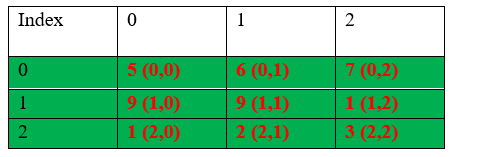 Index 0 1 2
0 5 (0,0) 6 (0,1) 7 (0,2)
1 9 (1,0) 9 (1,1) 1 (1,2)
2 1 (2,0) 2 (2,1) 3 (2,2)